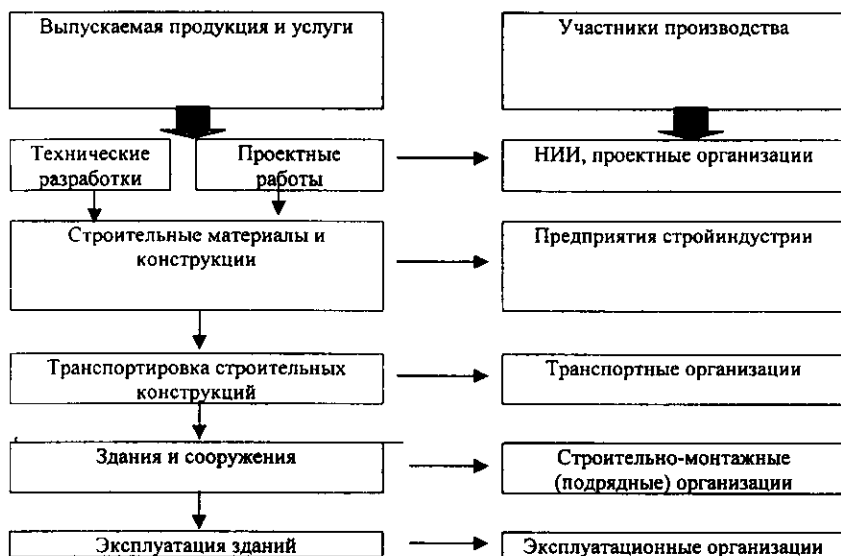 Выпускаемая продукция и услуги
Участники производства
Технические
разработки
Проектные
работы
НИИ, проектные организации
Строительные материалы и
конструкции
Предприятия стройиндустрии
Транспортировка строительных
конструкций
Транспортные организации
Здания и сооружения
Строительно-монтажные
(подрядные) организации
Эксплуатация зданий
Эксплуатационные организации